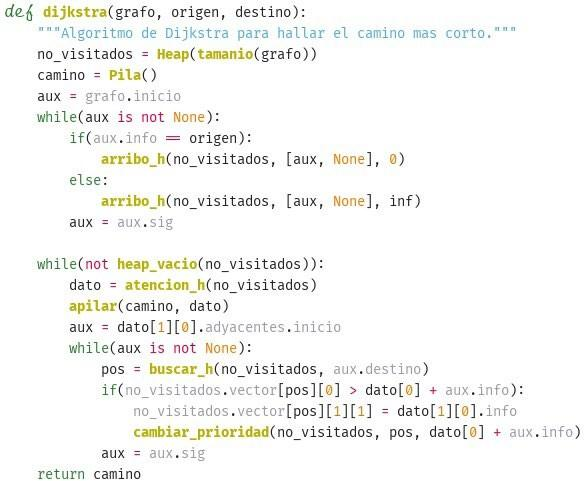 def dijkstra(grafo, origen, destino):
    """Algoritmo de Dijkstra para hallar el camino mas corto."""
    no_visitados = Heap(tamanio(grafo))
    camino = Pila()
    aux = grafo.inicio
    while(aux is not None):
        if(aux.info == origen):
            arribo_h(no_visitados, [aux, None], 0)
        else:
            arribo_h(no_visitados, [aux, None], inf)
        aux = aux.sig

    while(not heap_vacio(no_visitados)):
        dato = atencion_h(no_visitados)
        apilar(camino, dato)
        aux = dato[1][0].adyacentes.inicio
        while(aux is not None):
            pos = buscar_h(no_visitados, aux.destino)
            if(no_visitados.vector[pos][0] > dato[0] + aux.info):
                no_visitados.vector[pos][1][1] = dato[1][0].info
                cambiar_prioridad(no_visitados, pos, dato[0] + aux.info)
            aux = aux.sig
    return camino